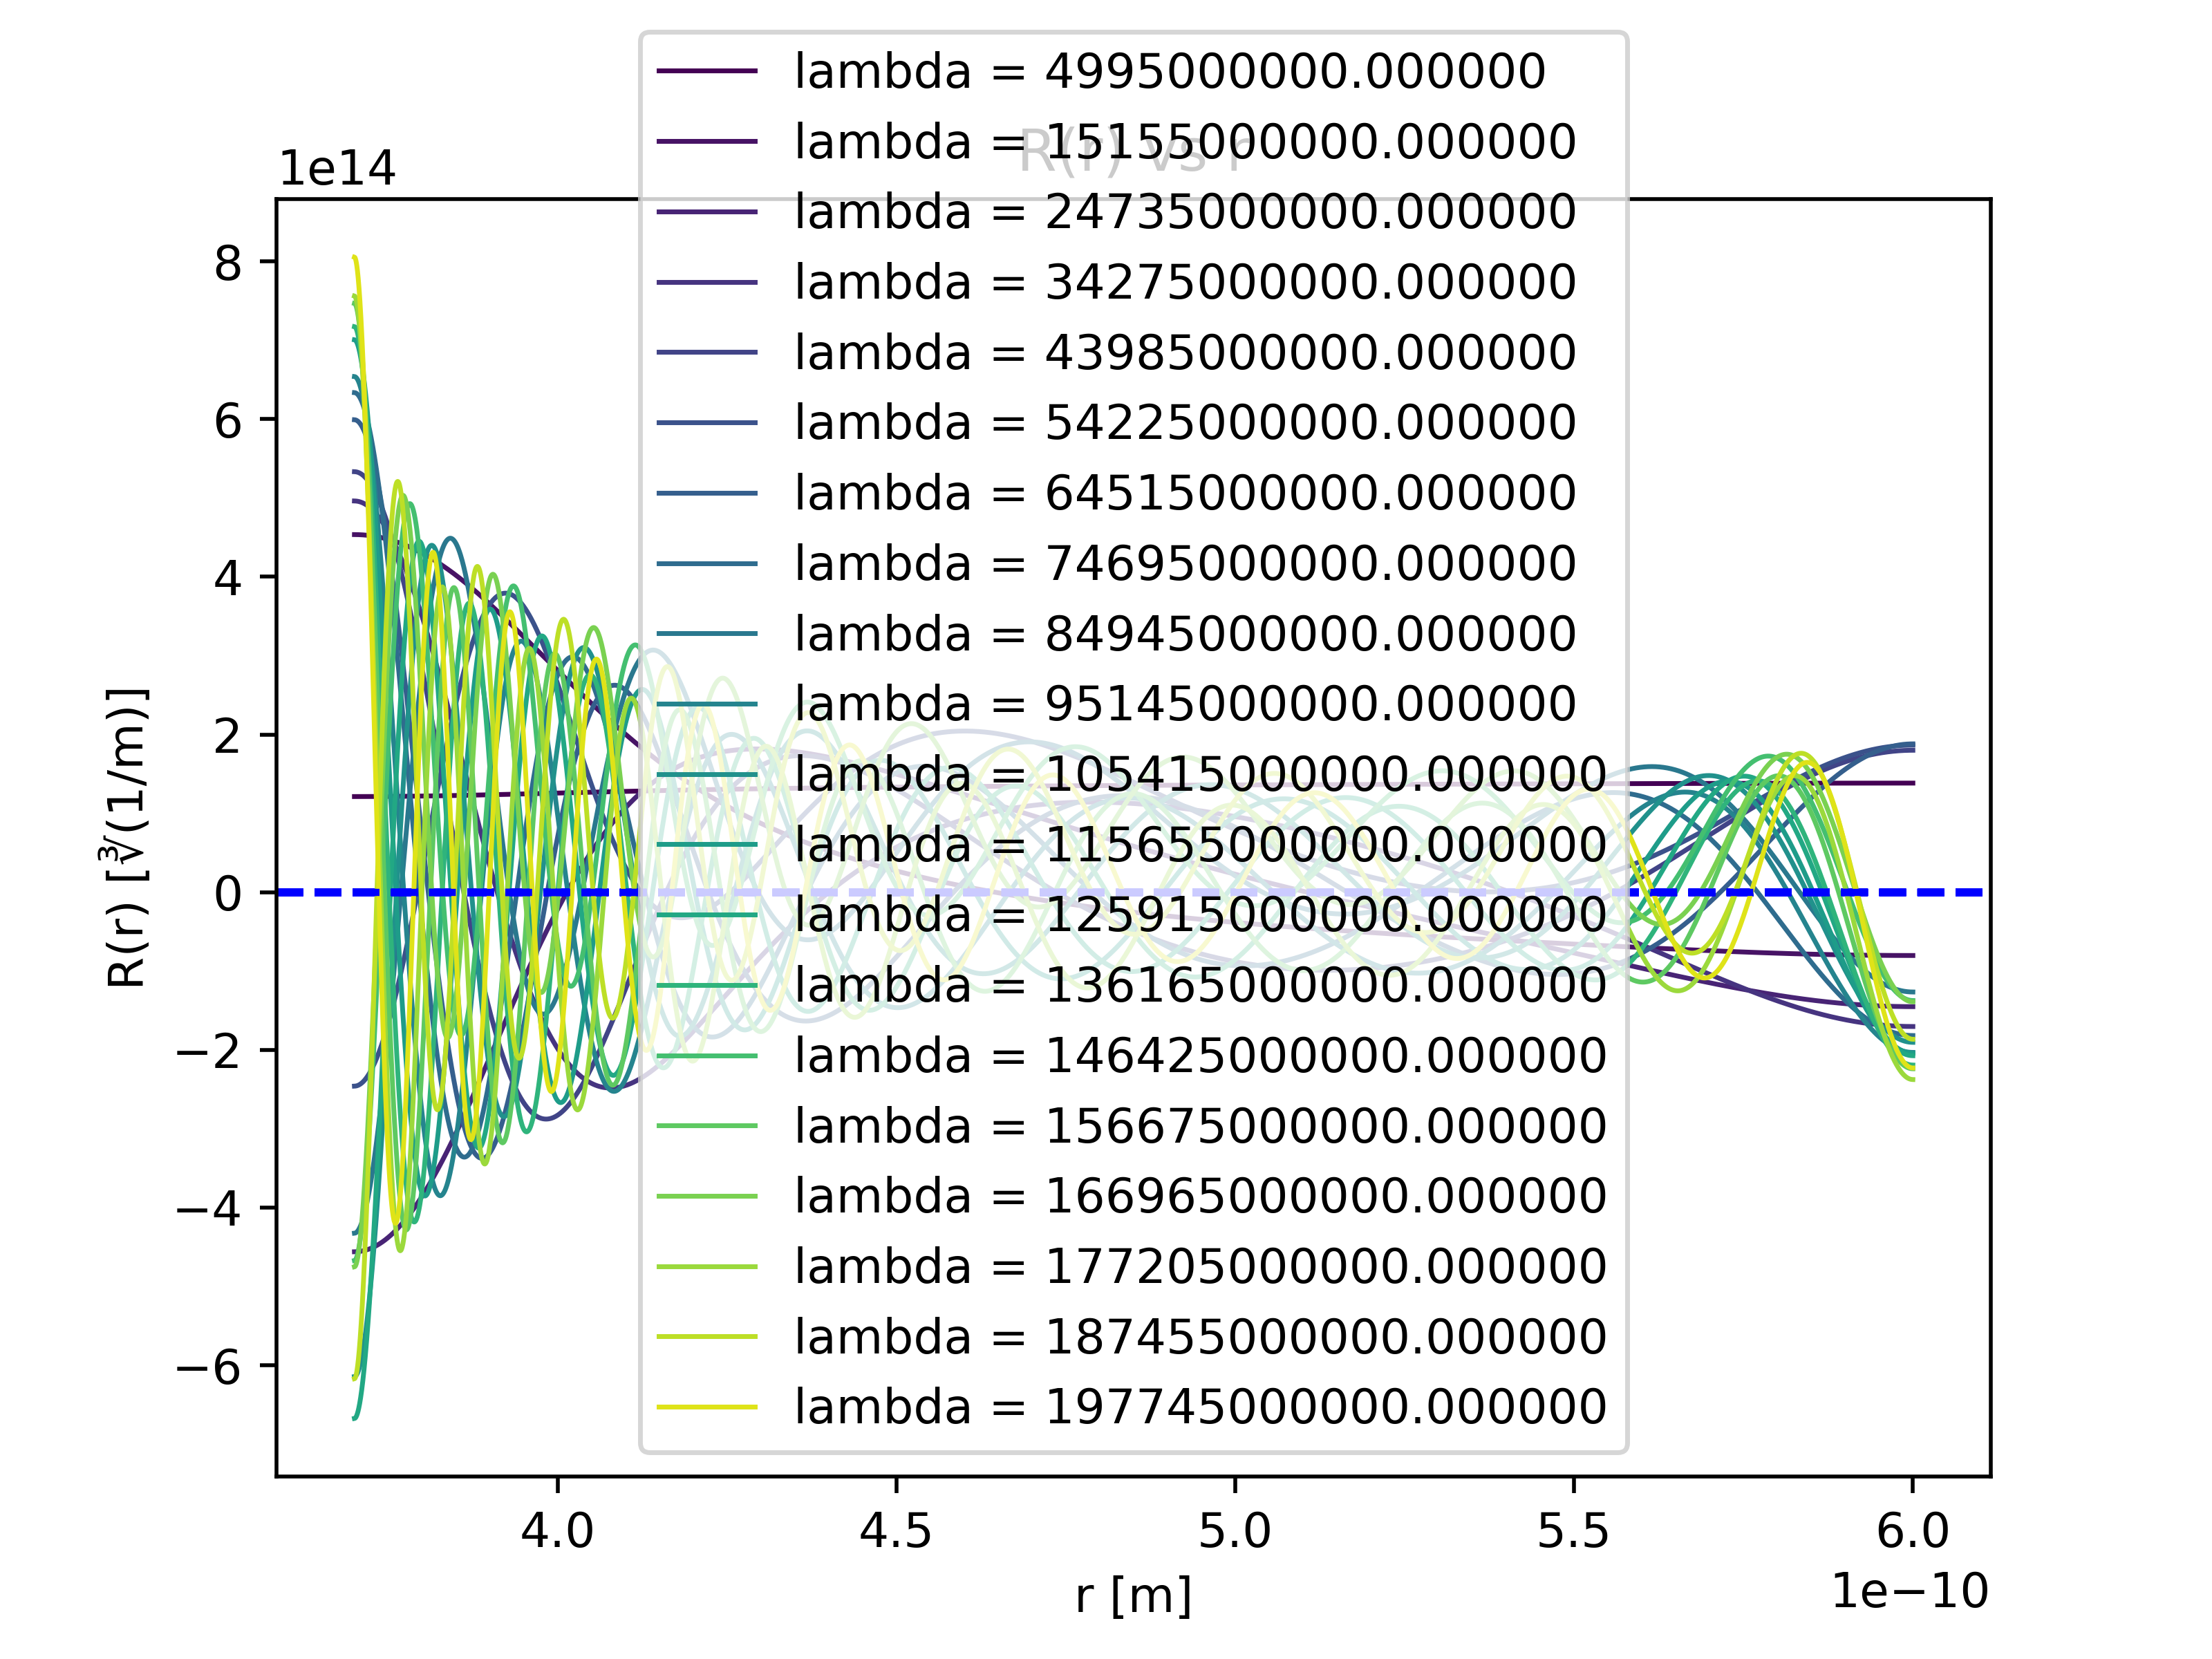 R(r) vs r
1e14
8
6
4
2
0
−2
−4
−6
R(r) [∛(1/m)]
lambda = 4995000000.000000
lambda = 15155000000.000000
lambda = 24735000000.000000
lambda = 34275000000.000000
lambda = 43985000000.000000
lambda = 54225000000.000000
lambda = 64515000000.000000
lambda = 74695000000.000000
lambda = 84945000000.000000
lambda = 95145000000.000000
lambda = 105415000000.000000
lambda = 115655000000.000000
lambda = 125915000000.000000
lambda = 136165000000.000000
lambda = 146425000000.000000
lambda = 156675000000.000000
lambda = 166965000000.000000
lambda = 177205000000.000000
lambda = 187455000000.000000
lambda = 197745000000.000000
4.0 4.5 5.0 5.5 6.0
r [m]
1e−10